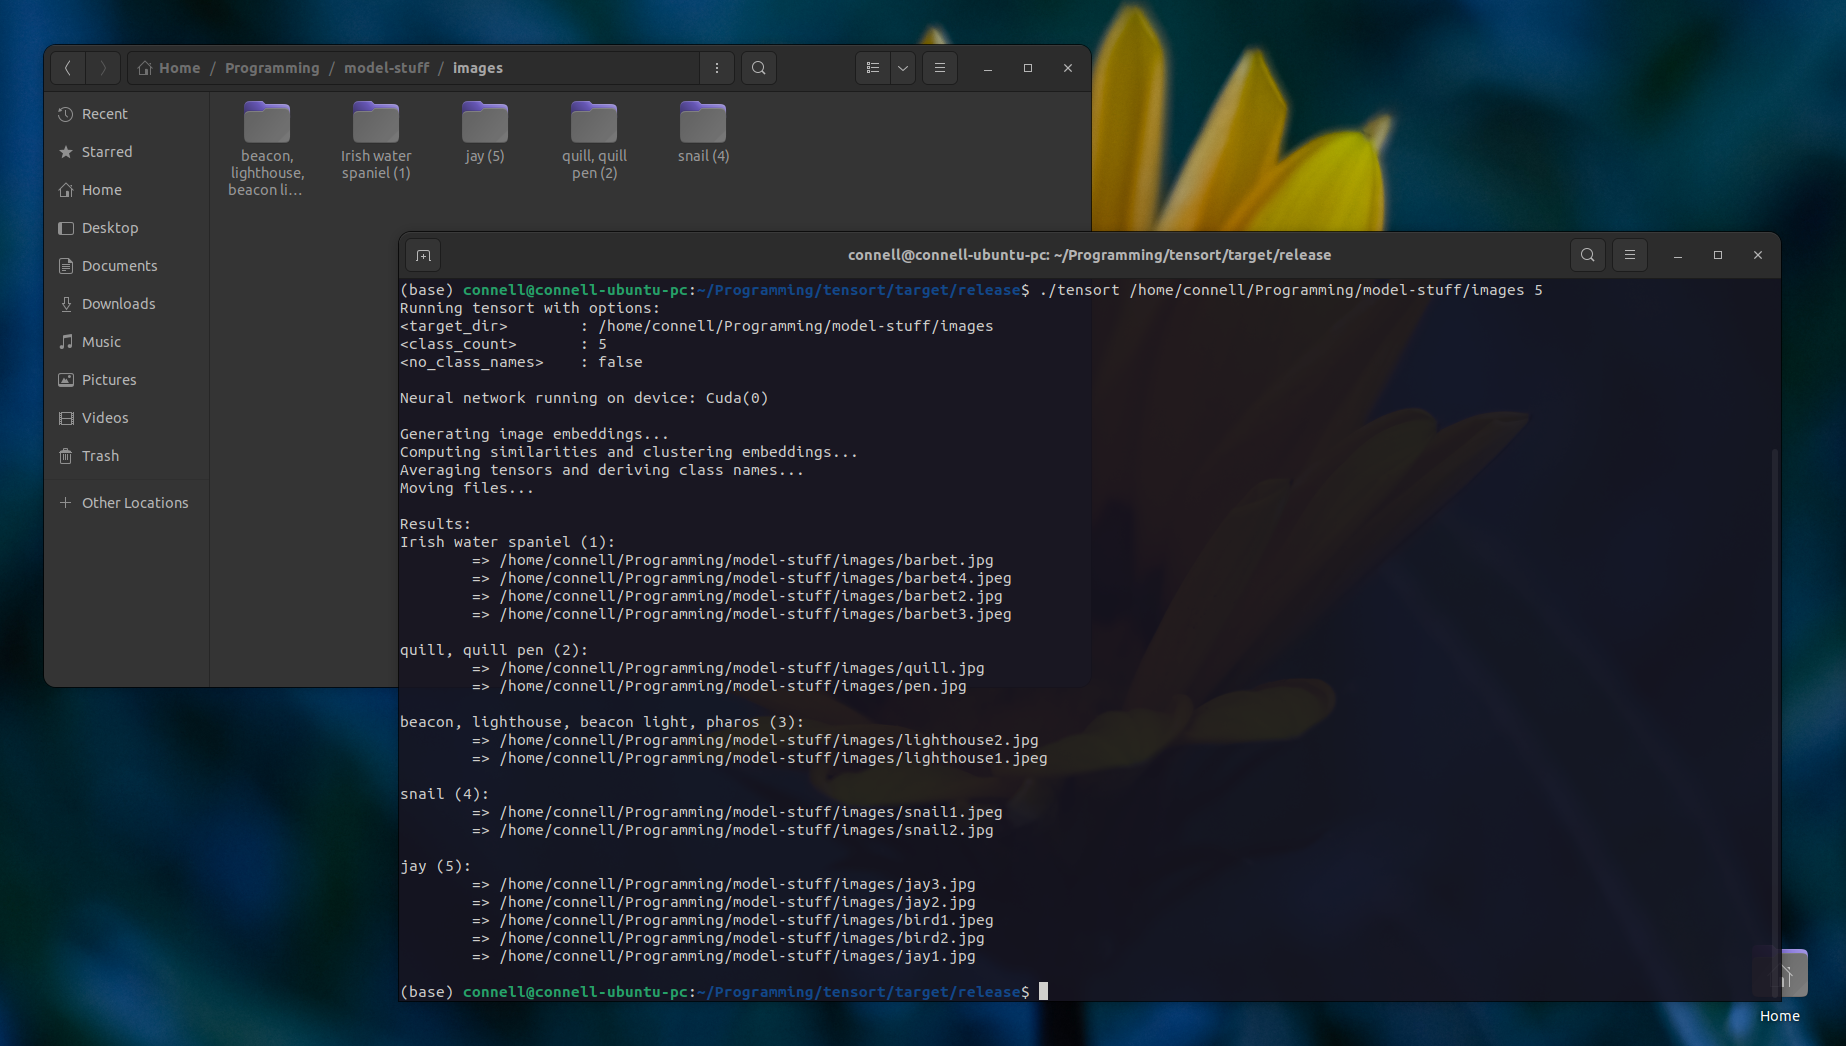 Home / Programming / model-stuff / images
Recent
Starred
Home
Desktop
Documents
Downloads
Music
Pictures
Videos
Trash
Other Locations
beacon,
lighthouse,
beacon li…
Irish water
spaniel (1)
jay (5)
quill, quill
pen (2)
snail (4)
connell@connell-ubuntu-pc: ~/Programming/tensort/target/release
(base) connell@connell-ubuntu-pc:~/Programming/tensort/target/release$ ./tensort /home/connell/Programming/model-stuff/images 5
Running tensort with options:
<target_dir>        : /home/connell/Programming/model-stuff/images
<class_count>       : 5
<no_class_names>    : false
Neural network running on device: Cuda(0)
Generating image embeddings...
Computing similarities and clustering embeddings...
Averaging tensors and deriving class names...
Moving files...
Results:
Irish water spaniel (1):
=> /home/connell/Programming/model-stuff/images/barbet.jpg
=> /home/connell/Programming/model-stuff/images/barbet4.jpeg
=> /home/connell/Programming/model-stuff/images/barbet2.jpg
=> /home/connell/Programming/model-stuff/images/barbet3.jpeg
quill, quill pen (2):
=> /home/connell/Programming/model-stuff/images/quill.jpg
=> /home/connell/Programming/model-stuff/images/pen.jpg
beacon, lighthouse, beacon light, pharos (3):
=> /home/connell/Programming/model-stuff/images/lighthouse2.jpg
=> /home/connell/Programming/model-stuff/images/lighthouse1.jpeg
snail (4):
=> /home/connell/Programming/model-stuff/images/snail1.jpeg
=> /home/connell/Programming/model-stuff/images/snail2.jpg
jay (5):
=> /home/connell/Programming/model-stuff/images/jay3.jpg
=> /home/connell/Programming/model-stuff/images/jay2.jpg
=> /home/connell/Programming/model-stuff/images/bird1.jpeg
=> /home/connell/Programming/model-stuff/images/bird2.jpg
=> /home/connell/Programming/model-stuff/images/jay1.jpg
(base) connell@connell-ubuntu-pc:~/Programming/tensort/target/release$
Home